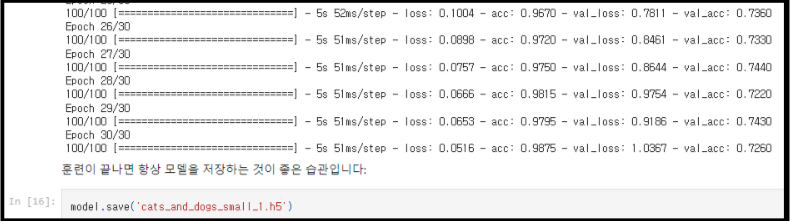 100/100 [==============================] - 5s 52ms/step - loss: 0.1004 - acc: 0.9670 - val_loss: 0.7811 - val_acc: 0.7360
Epoch 26/30
100/100 [==============================] - 5s 51ms/step - loss: 0.0898 - acc: 0.9720 - val_loss: 0.8461 - val_acc: 0.7330
Epoch 27/30
100/100 [==============================] - 5s 51ms/step - loss: 0.0757 - acc: 0.9750 - val_loss: 0.8644 - val_acc: 0.7440
Epoch 28/30
100/100 [==============================] - 5s 51ms/step - loss: 0.0666 - acc: 0.9815 - val_loss: 0.9754 - val_acc: 0.7220
Epoch 29/30
100/100 [==============================] - 5s 51ms/step - loss: 0.0653 - acc: 0.9795 - val_loss: 0.9186 - val_acc: 0.7430
Epoch 30/30
100/100 [==============================] - 5s 51ms/step - loss: 0.0516 - acc: 0.9875 - val_loss: 1.0367 - val_acc: 0.7260
훈련이 끝나면 항상 모델을 저장하는 것이 좋은 습관입니다:
In [16]: model.save('cats_and_dogs_small_1.h5')